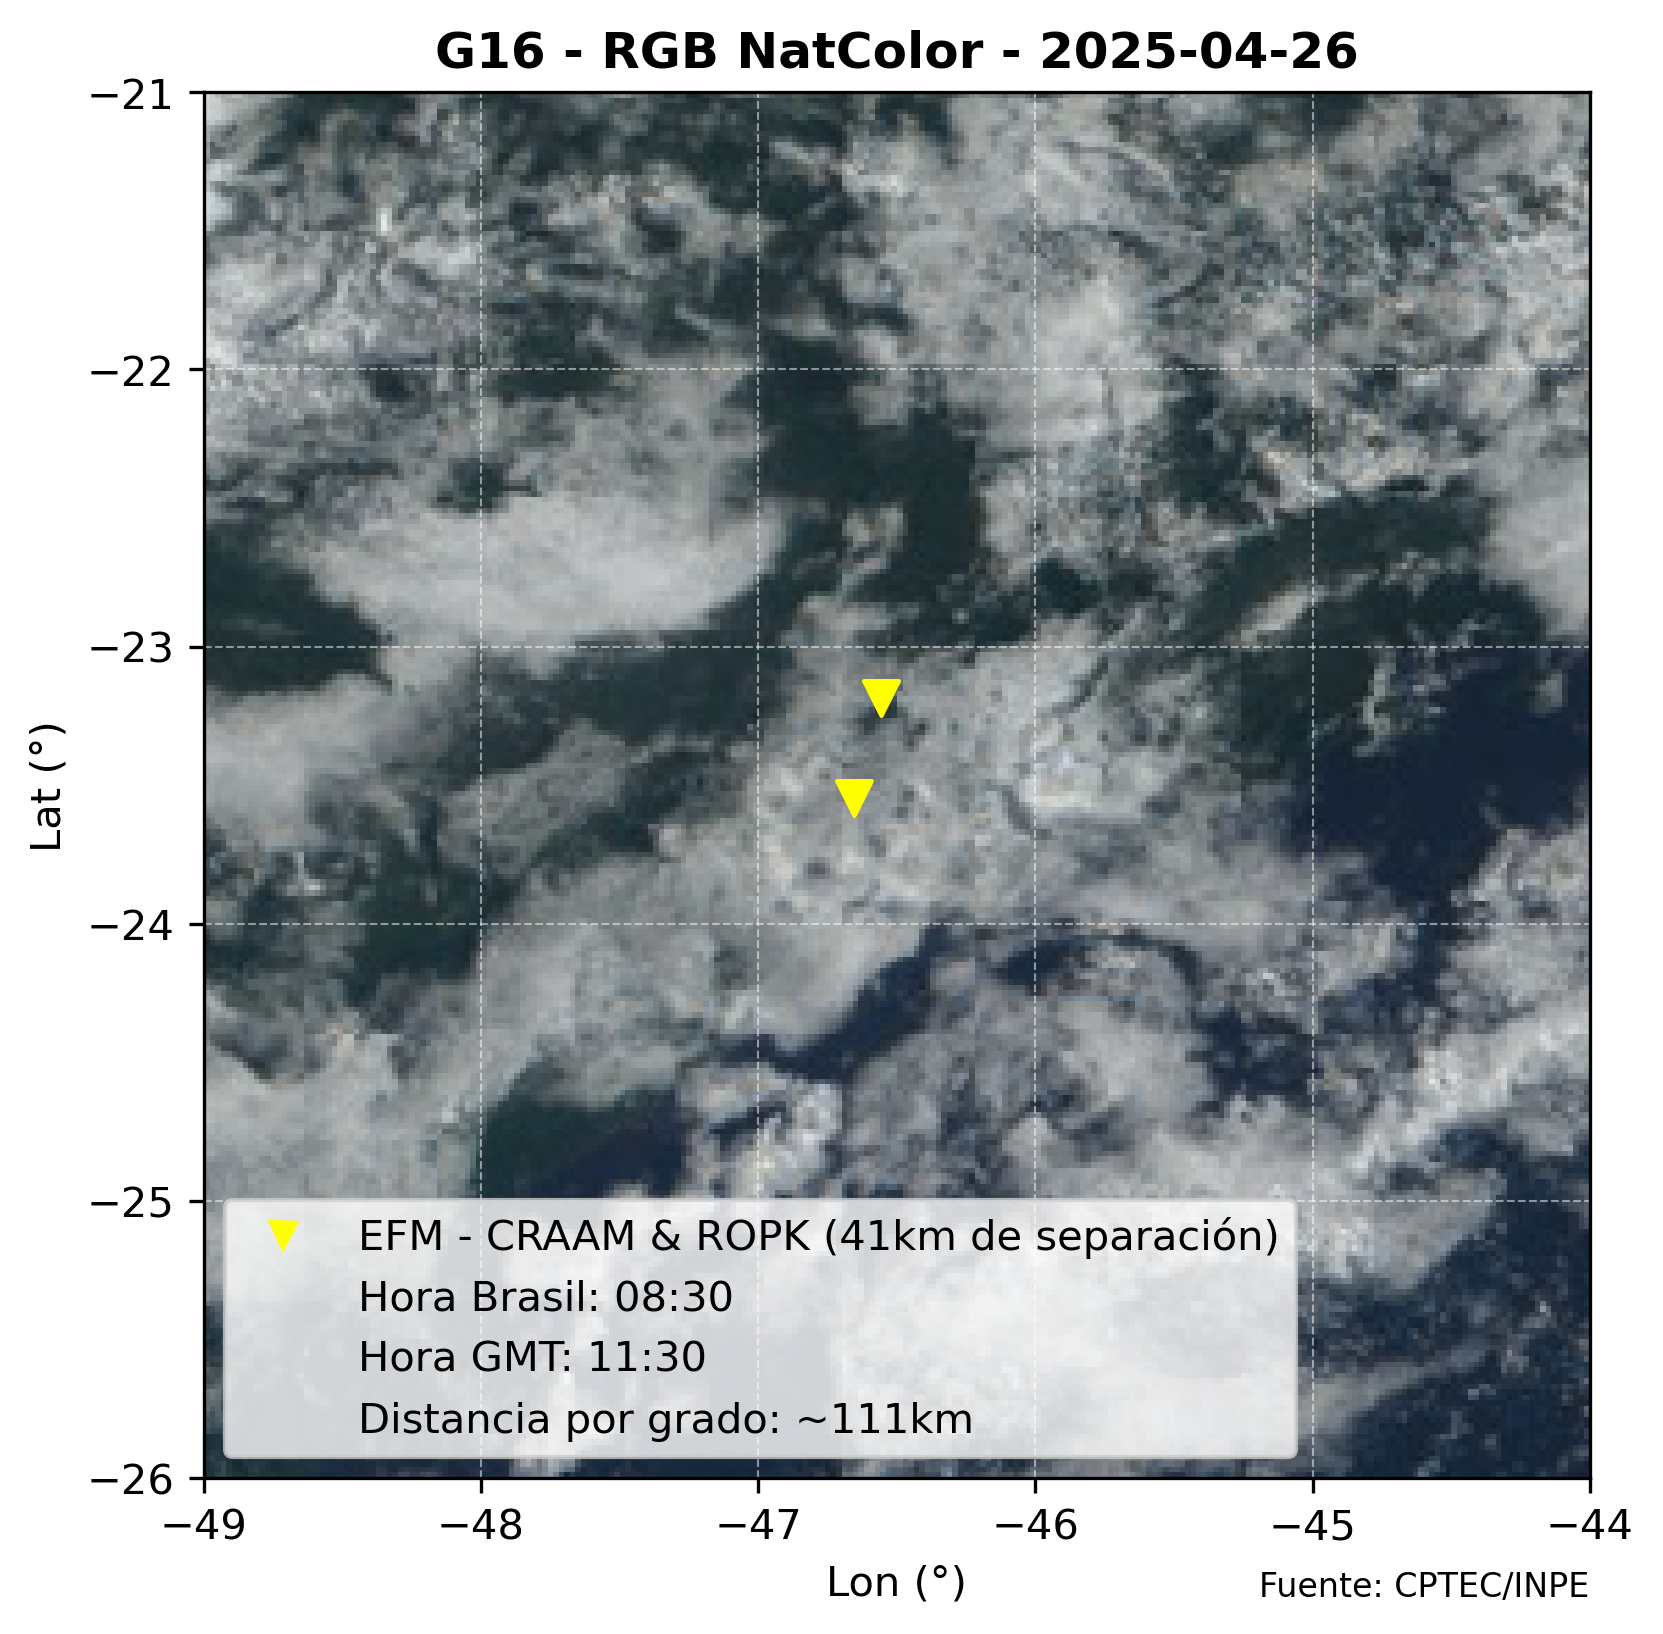 G16 - RGB NatColor - 2025-04-26
−21
−22
−23
−24
−25
−26
Lat (°)
EFM - CRAAM & ROPK (41km de separación)
Hora Brasil: 08:30
Hora GMT: 11:30
Distancia por grado: ~111km
−49 −48 −47 −46 −45 −44
Lon (°)
Fuente: CPTEC/INPE